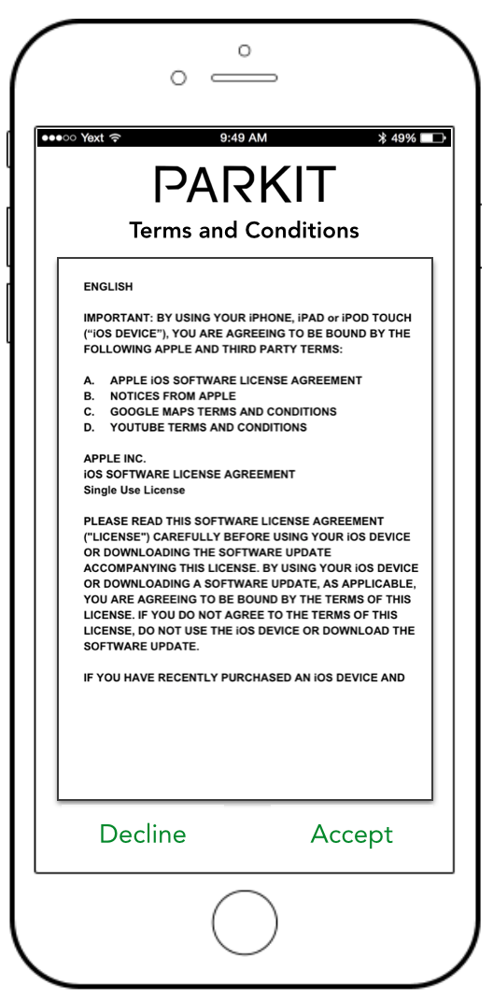 ●●●○○ Yext 9:49 AM 49%
PARKIT
Terms and Conditions
ENGLISH
IMPORTANT: BY USING YOUR iPHONE, iPAD or iPOD TOUCH
(“iOS DEVICE”), YOU ARE AGREEING TO BE BOUND BY THE
FOLLOWING APPLE AND THIRD PARTY TERMS:
A. APPLE iOS SOFTWARE LICENSE AGREEMENT
B. NOTICES FROM APPLE
C. GOOGLE MAPS TERMS AND CONDITIONS
D. YOUTUBE TERMS AND CONDITIONS
APPLE INC.
iOS SOFTWARE LICENSE AGREEMENT
Single Use License
PLEASE READ THIS SOFTWARE LICENSE AGREEMENT
("LICENSE") CAREFULLY BEFORE USING YOUR iOS DEVICE
OR DOWNLOADING THE SOFTWARE UPDATE
ACCOMPANYING THIS LICENSE. BY USING YOUR iOS DEVICE
OR DOWNLOADING A SOFTWARE UPDATE, AS APPLICABLE,
YOU ARE AGREEING TO BE BOUND BY THE TERMS OF THIS
LICENSE. IF YOU DO NOT AGREE TO THE TERMS OF THIS
LICENSE, DO NOT USE THE iOS DEVICE OR DOWNLOAD THE
SOFTWARE UPDATE.
IF YOU HAVE RECENTLY PURCHASED AN iOS DEVICE AND
Decline Accept